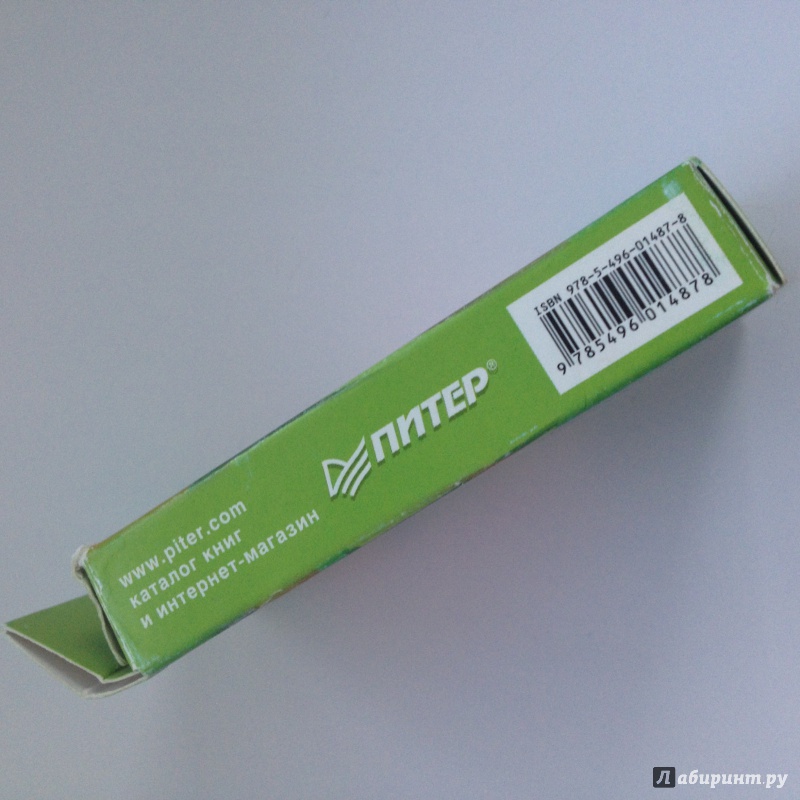 ISBN 978-5-496-01487-8
9 785496 014878
ПИТЕР®
www.piter.com
каталог книг
и интернет-магазин
Лабиринт.ру